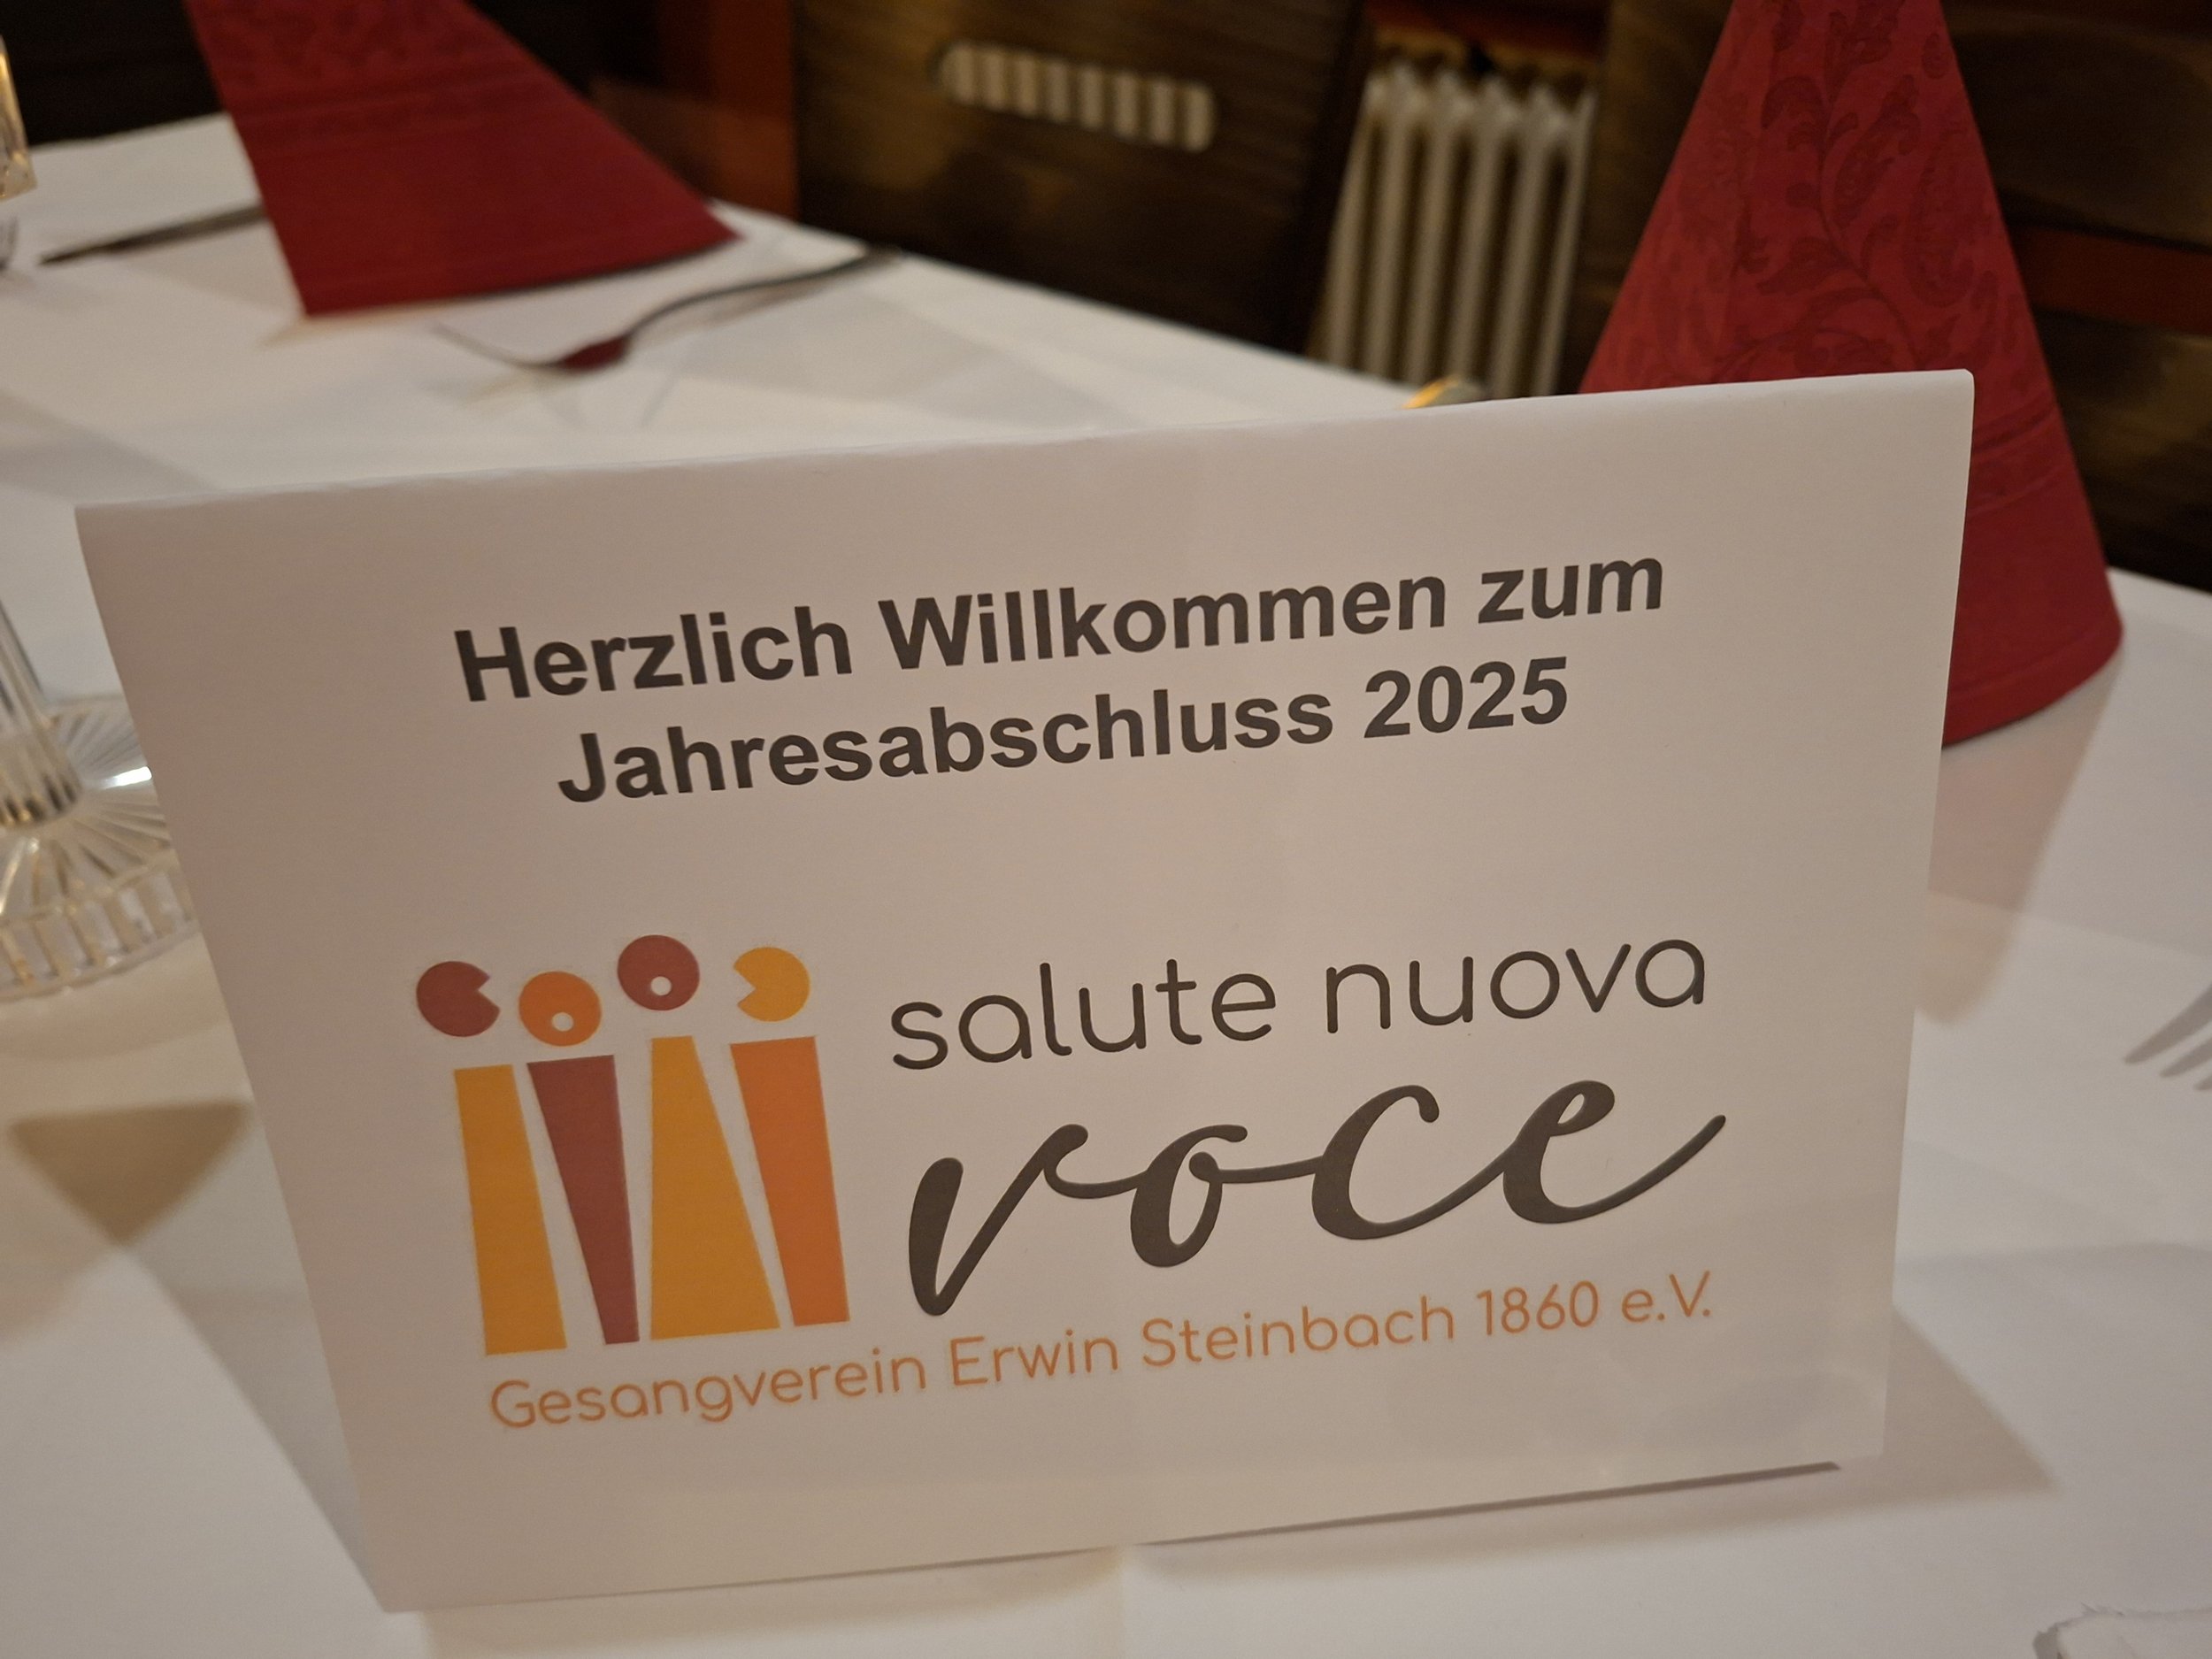 Herzlich Willkommen zum
Jahresabschluss 2025
salute nuova
voce
Gesangverein Erwin Steinbach 1860 e.V.